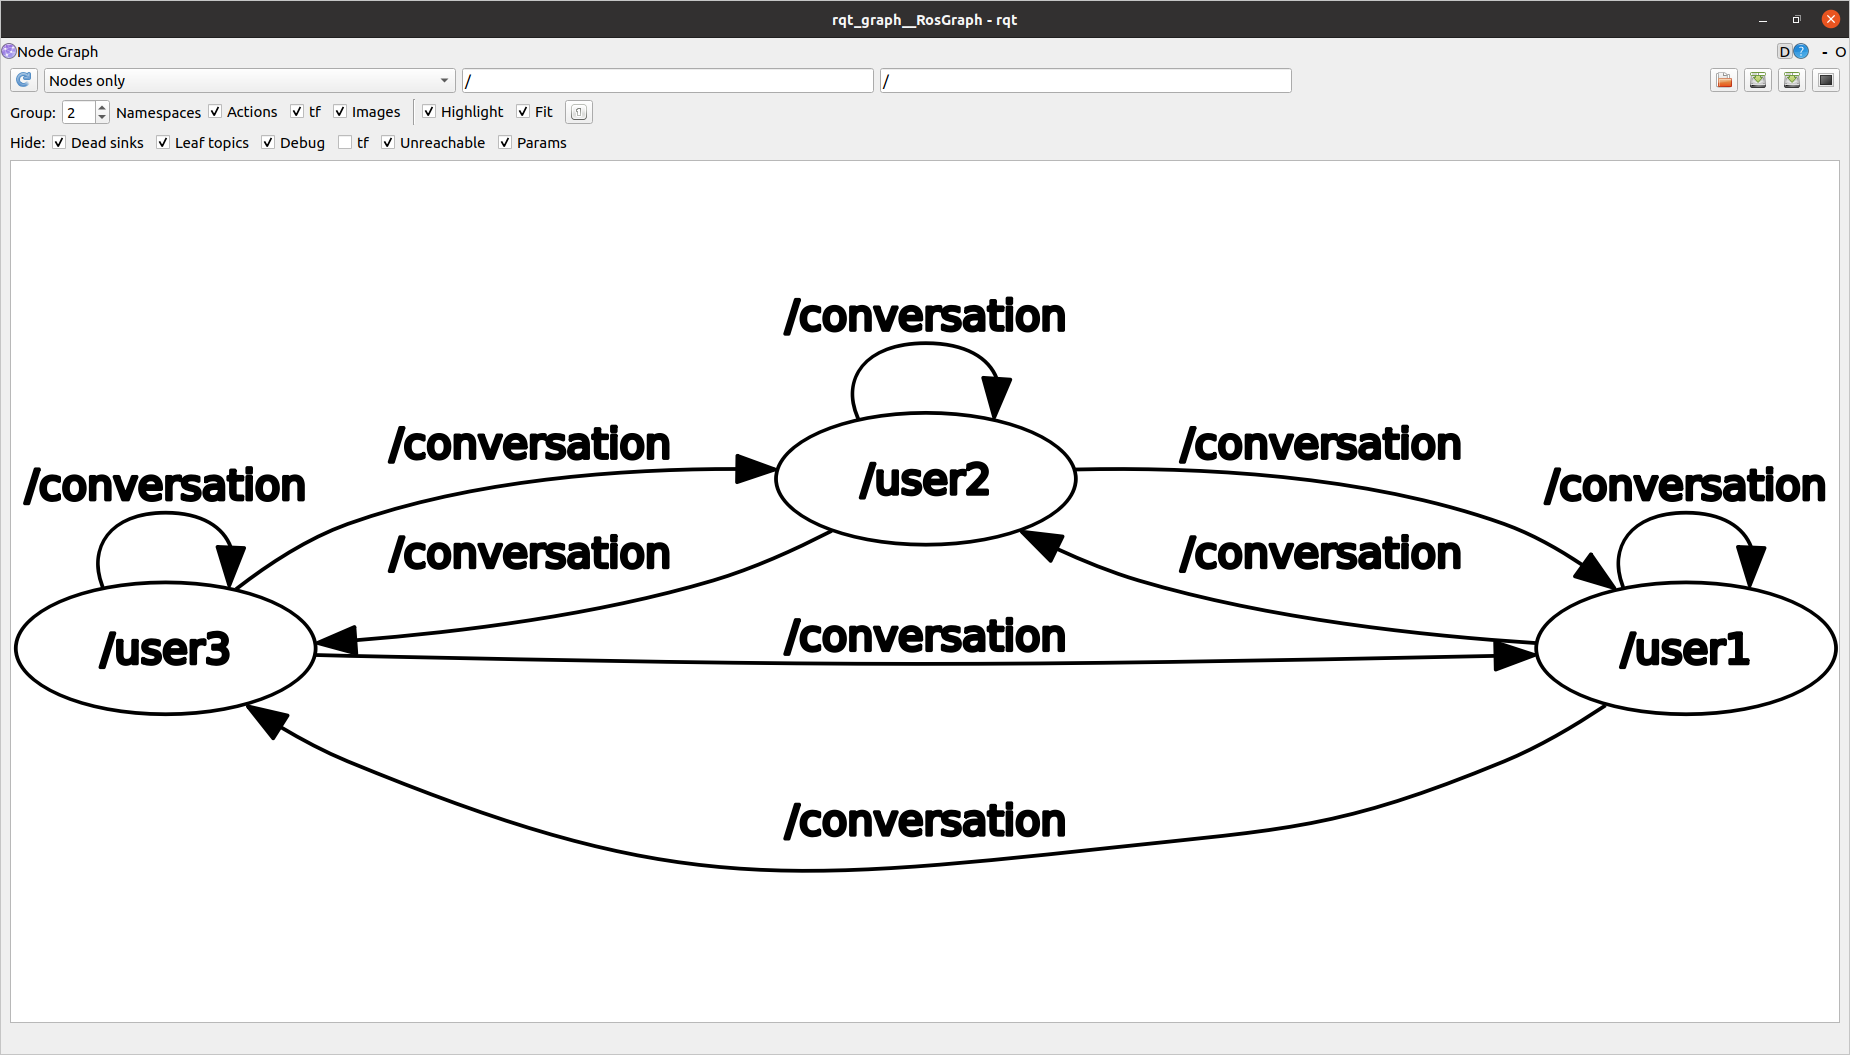 rqt_graph__RosGraph - rqt
Node Graph
D ? - O
Nodes only / /
Group: 2 Namespaces Actions tf Images Highlight Fit
Hide: Dead sinks Leaf topics Debug tf Unreachable Params
/conversation
/conversation
/conversation
/user2
/conversation
/conversation
/conversation
/conversation
/conversation
/user3
/user1
/conversation